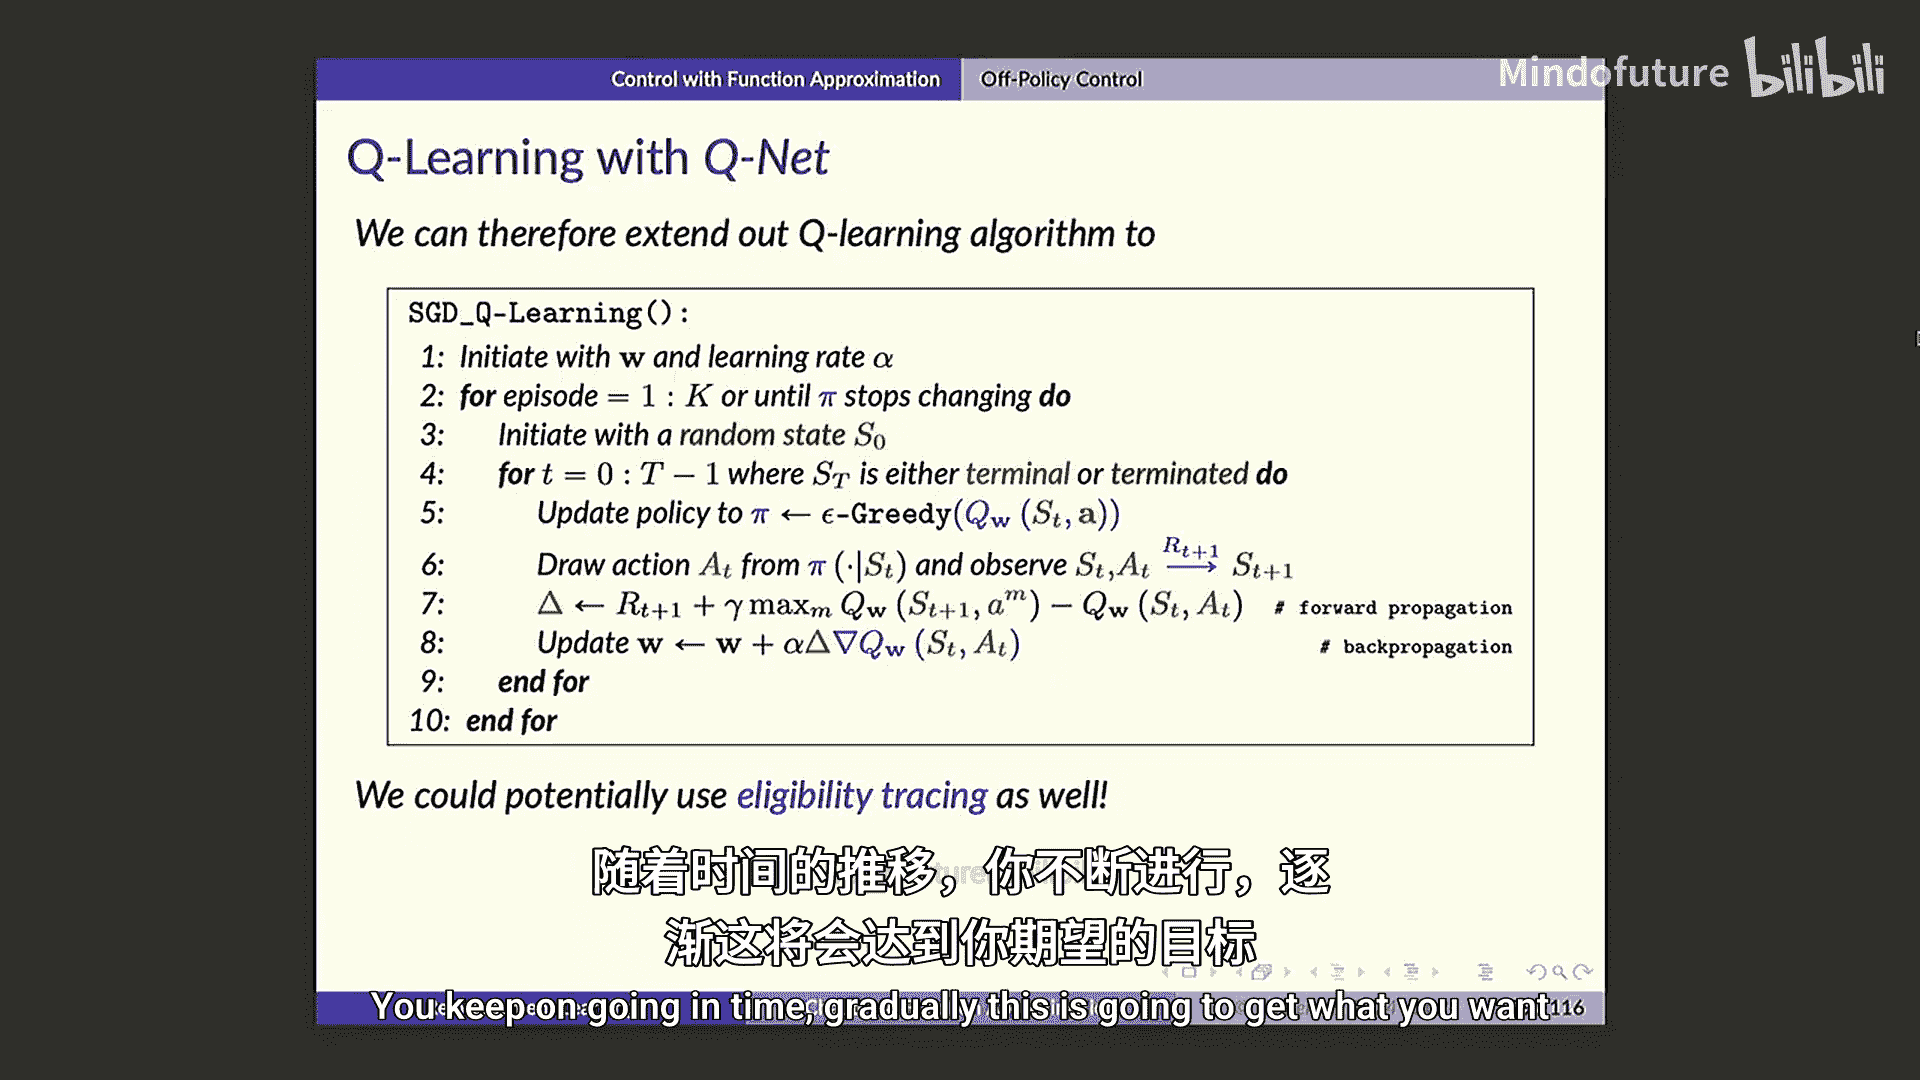 Control with Function Approximation
Off-Policy Control
Mindofuture bilibili
Q-Learning with Q-Net
We can therefore extend out Q-learning algorithm to
SGD_Q-Learning():
1: Initiate with w and learning rate α
2: for episode = 1 : K or until π stops changing do
3: Initiate with a random state S₀
4: for t = 0 : T − 1 where S_T is either terminal or terminated do
5: Update policy to π ← ϵ-Greedy(Q_w (S_t, a))
6: Draw action A_t from π (·|S_t) and observe S_t, A_t →^{R_{t+1}} S_{t+1}
7: Δ ← R_{t+1} + γ max_m Q_w (S_{t+1}, a^m) − Q_w (S_t, A_t) # forward propagation
8: Update w ← w + αΔ∇Q_w (S_t, A_t) # backpropagation
9: end for
10: end for
We could potentially use eligibility tracing as well!
随着时间的推移，你不断进行，逐
渐这将会达到你期望的目标
You keep on going in time, gradually this is going to get what you want
116